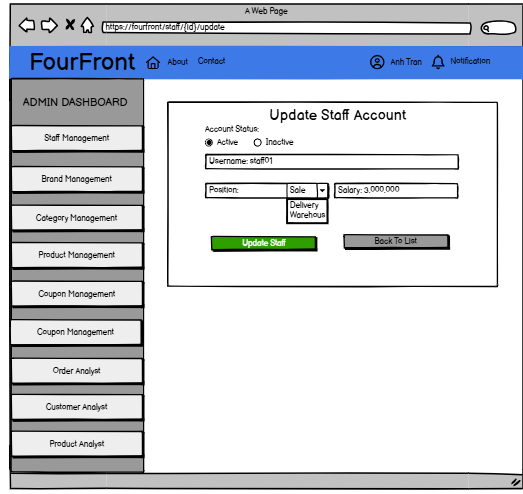 A Web Page
https://fourfront/staff/{id}/update
FourFront
About
Contact
Anh Tran
Notification
ADMIN DASHBOARD
Staff Management
Brand Management
Category Management
Product Management
Coupon Management
Coupon Management
Order Analyst
Customer Analyst
Product Analyst
Update Staff Account
Account Status:
Active
Inactive
Username: staff01
Position:
Sale
Salary: 3,000,000
Delivery
Warehous
Update Staff
Back To List